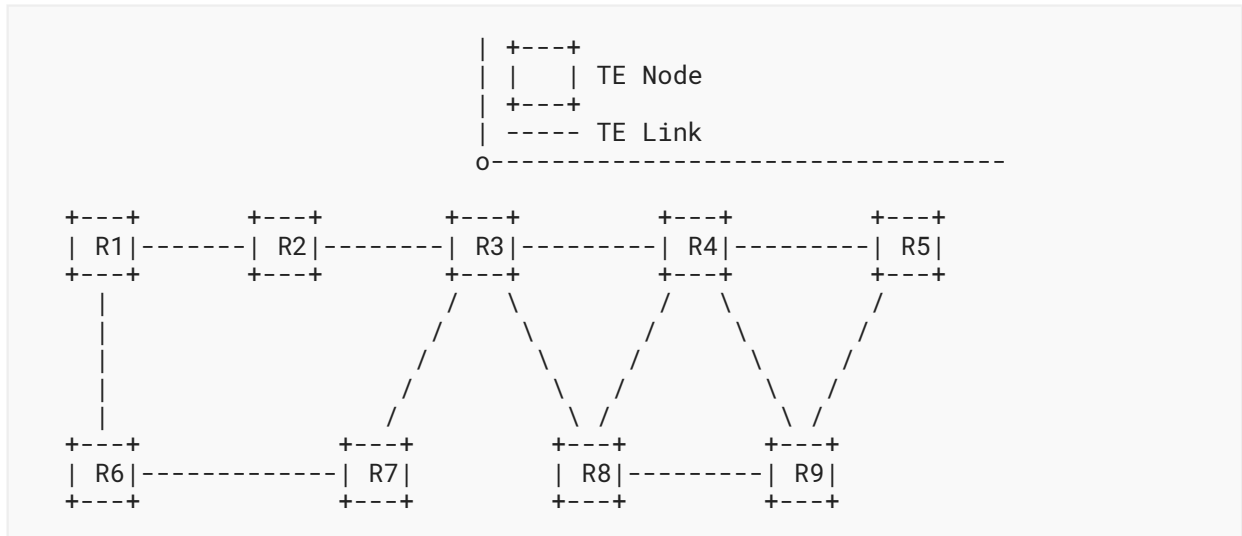 | +---+
| |   | TE Node
| +---+
| ----- TE Link
o----------------------------------
+---+       +---+        +---+         +---+         +---+
| R1|-------| R2|--------| R3|---------| R4|---------| R5|
+---+       +---+        +---+         +---+         +---+
  |                      /   \          /   \          /
  |                     /     \        /     \        /
  |                    /       \      /       \      /
  |                   /         \    /         \    /
  |                  /           \  /           \  /
+---+             +---+         +---+         +---+
| R6|-------------| R7|         | R8|---------| R9|
+---+             +---+         +---+         +---+